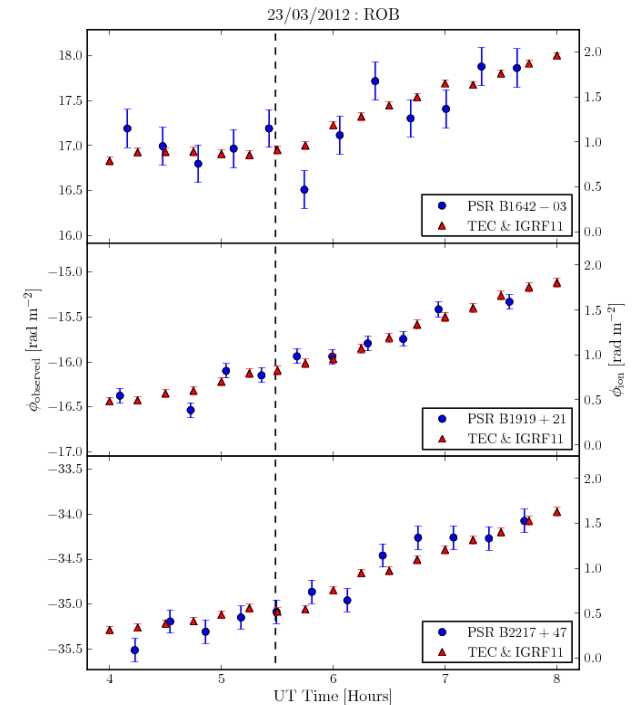 23/03/2012 : ROB
18.0
17.5
17.0
16.5
16.0
2.0
1.5
1.0
0.5
0.0
PSR B1642 − 03
TEC & IGRF11
−15.0
−15.5
−16.0
−16.5
−17.0
2.0
1.5
1.0
0.5
0.0
PSR B1919 + 21
TEC & IGRF11
ϕobserved [rad m−2]
ϕion [rad m−2]
−33.5
−34.0
−34.5
−35.0
−35.5
2.0
1.5
1.0
0.5
0.0
PSR B2217 + 47
TEC & IGRF11
4 5 6 7 8
UT Time [Hours]